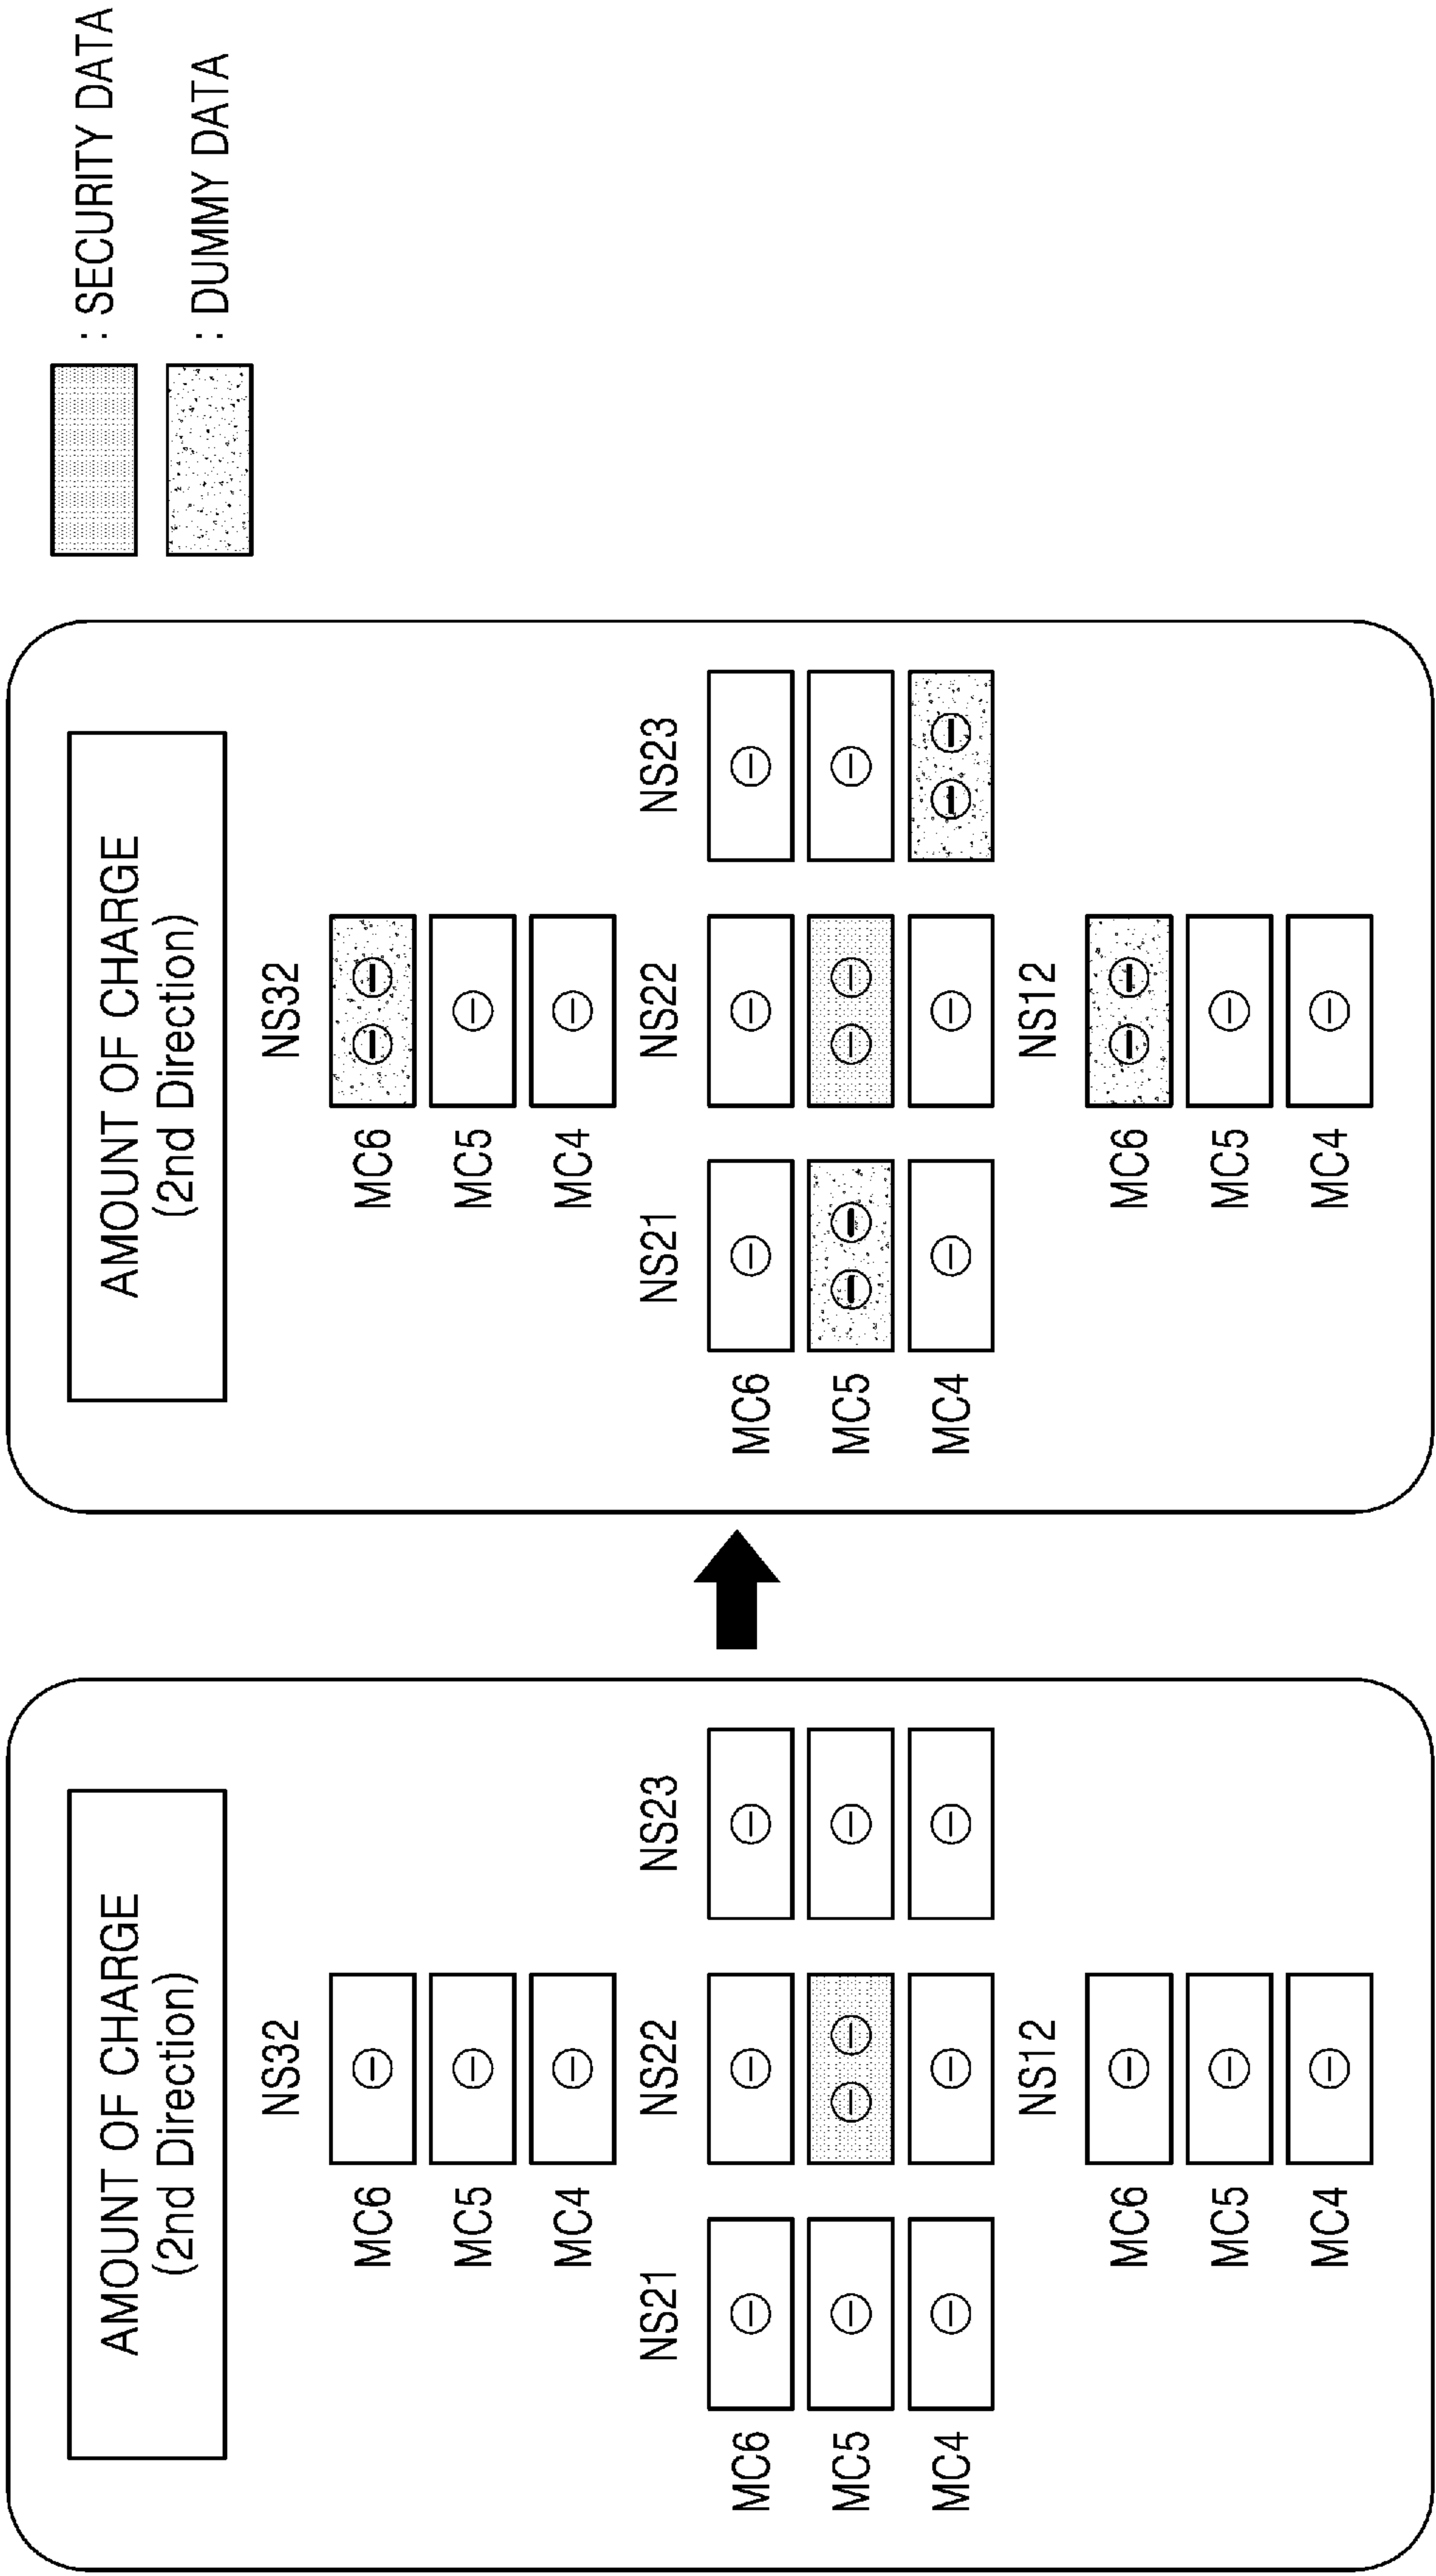 AMOUNT OF CHARGE
(2nd Direction)
NS32
MC6
MC5
MC4
NS21
NS22
NS23
MC6
MC5
MC4
NS12
MC6
MC5
MC4
AMOUNT OF CHARGE
(2nd Direction)
NS32
MC6
MC5
MC4
NS21
NS22
NS23
MC6
MC5
MC4
NS12
MC6
MC5
MC4
: SECURITY DATA
: DUMMY DATA